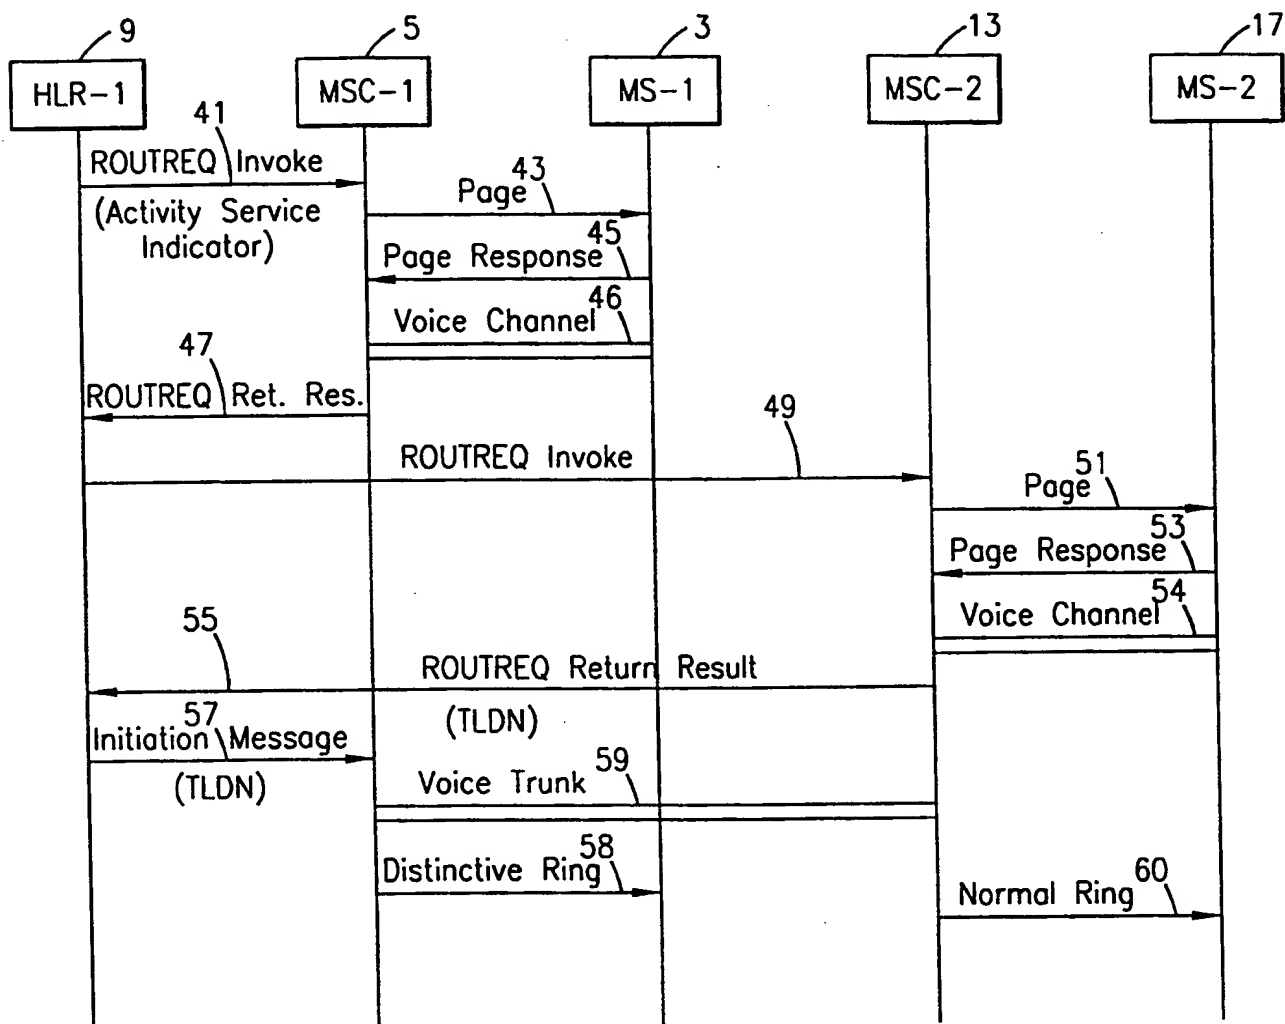 9 5 3 13 17
HLR-1 MSC-1 MS-1 MSC-2 MS-2
41
ROUTREQ Invoke
(Activity Service
Indicator)
43
Page
45
Page Response
46
Voice Channel
47
ROUTREQ Ret. Res.
49
ROUTREQ Invoke
51
Page
53
Page Response
54
Voice Channel
55
ROUTREQ Return Result
(TLDN)
57
Initiation Message
(TLDN)
59
Voice Trunk
58
Distinctive Ring
60
Normal Ring